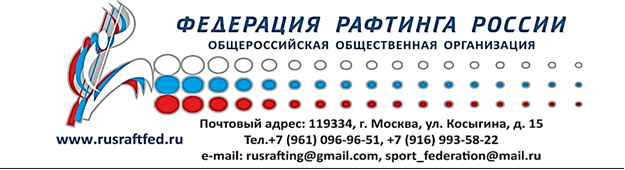 ФЕДЕРАЦИЯ РАФТИНГА РОССИИ
ОБЩЕРОССИЙСКАЯ ОБЩЕСТВЕННАЯ ОРГАНИЗАЦИЯ
Почтовый адрес: 119334, г. Москва, ул. Косыгина, д. 15
www.rusraftfed.ru
Тел.+7 (961) 096-96-51, +7 (916) 993-58-22
e-mail: rusrafting@gmail.com, sport_federation@mail.ru